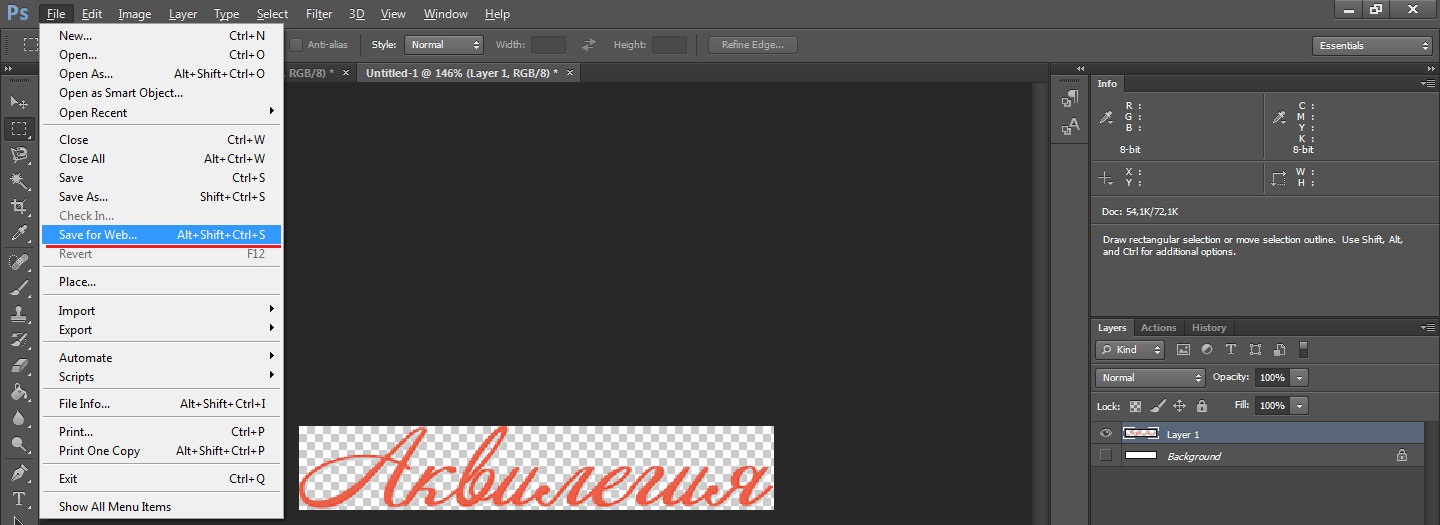 Ps File Edit Image Layer Type Select Filter 3D View Window Help
Anti-alias Style: Normal Width: Height: Refine Edge... Essentials
, RGB/8) * × Untitled-1 @ 146% (Layer 1, RGB/8) * ×
New... Ctrl+N
Open... Ctrl+O
Open As... Alt+Shift+Ctrl+O
Open as Smart Object...
Open Recent
Close Ctrl+W
Close All Alt+Ctrl+W
Save Ctrl+S
Save As... Shift+Ctrl+S
Check In...
Save for Web... Alt+Shift+Ctrl+S
Revert F12
Place...
Import
Export
Automate
Scripts
File Info... Alt+Shift+Ctrl+I
Print... Ctrl+P
Print One Copy Alt+Shift+Ctrl+P
Exit Ctrl+Q
Show All Menu Items
T
Аквилегия
A
Info
R : C :
G : M :
B : Y :
K :
8-bit 8-bit
X : W :
Y : H :
Doc: 54,1K/72,1K
Draw rectangular selection or move selection outline. Use Shift, Alt,
and Ctrl for additional options.
Layers Actions History
Kind T
Normal Opacity: 100%
Lock: Fill: 100%
Layer 1
Background